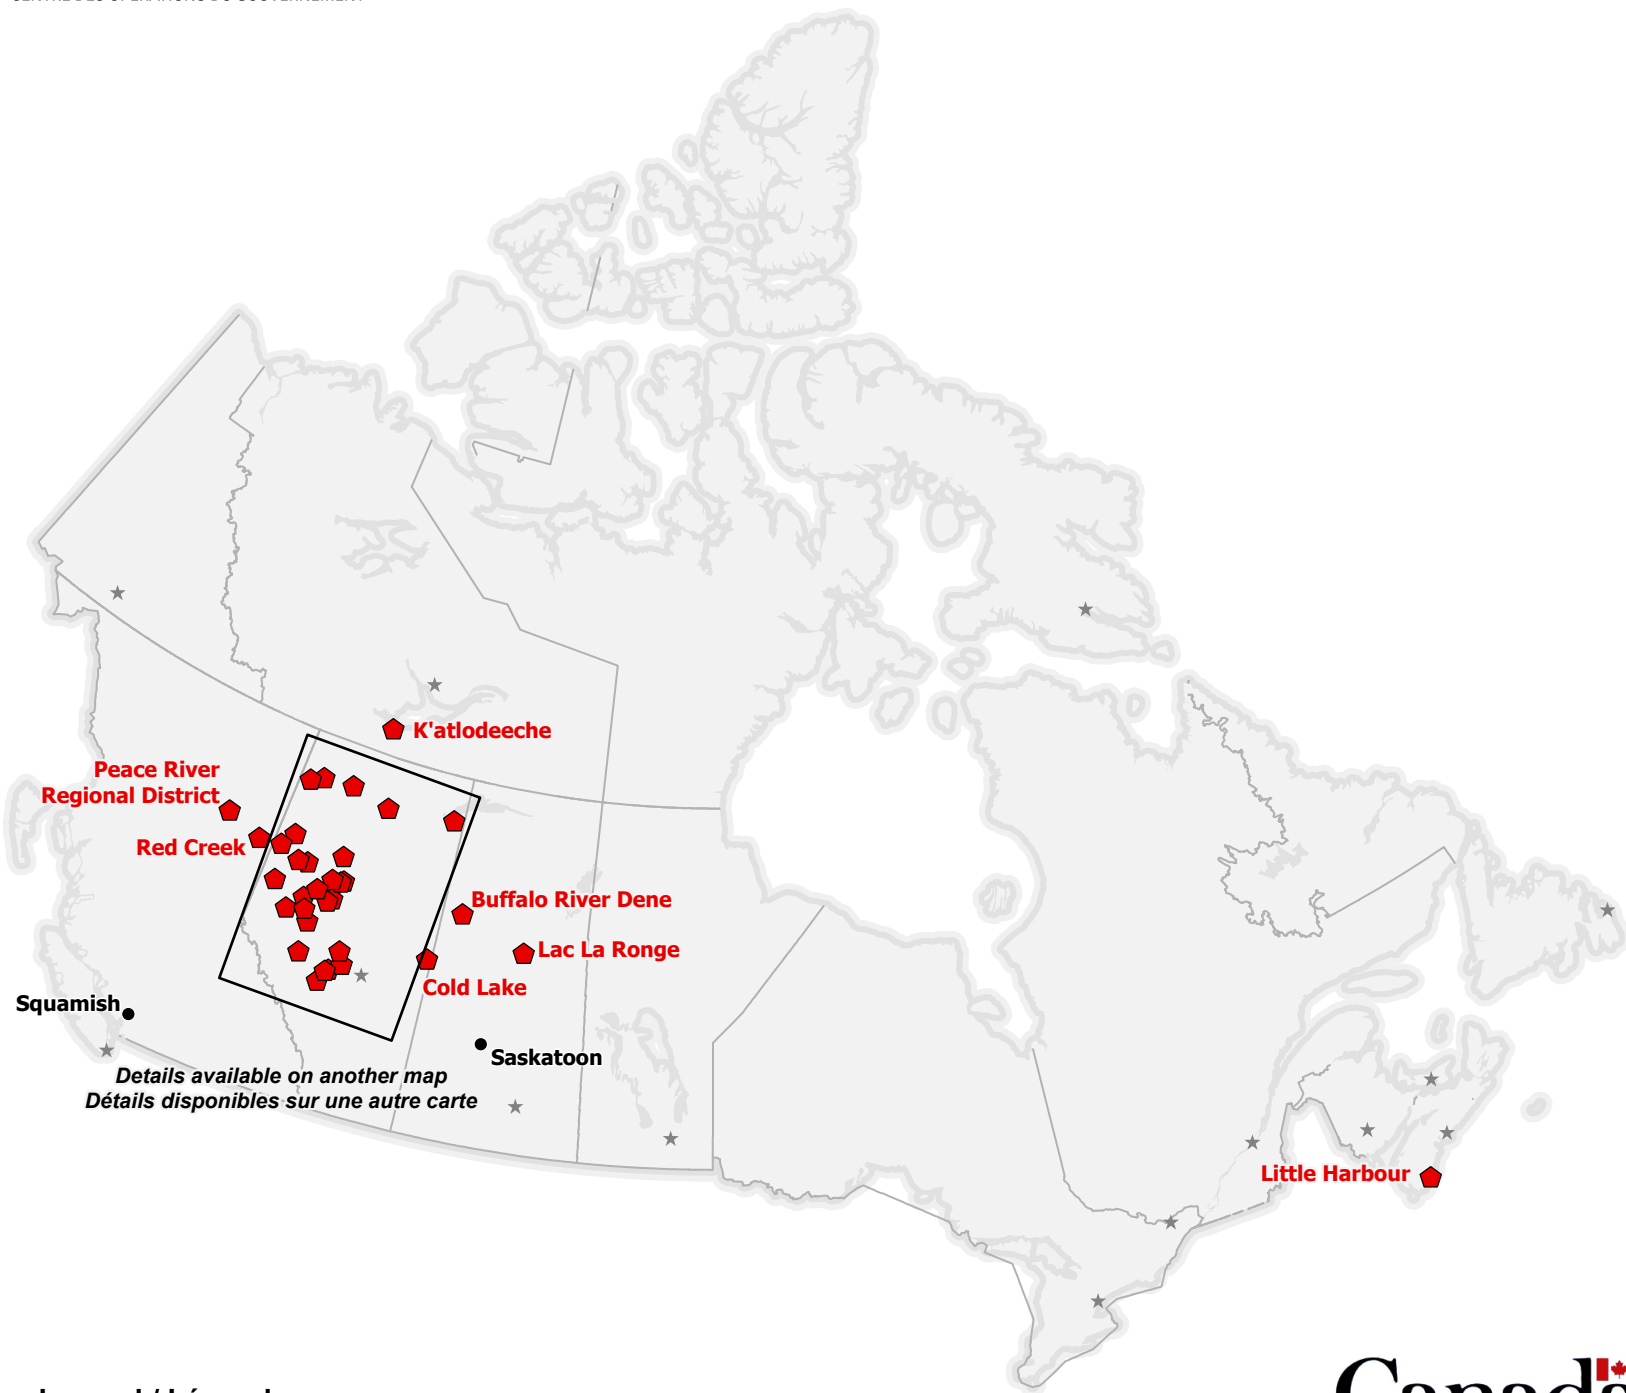 K'atlodeeche
Peace River
Regional District
Red Creek
Buffalo River Dene
Lac La Ronge
Cold Lake
Squamish
Saskatoon
Details available on another map
Détails disponibles sur une autre carte
Little Harbour